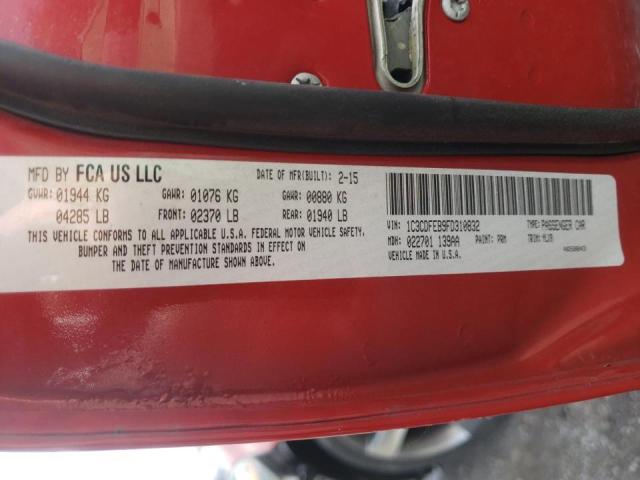 MFD BY FCA US LLC DATE OF MFR(BUILT): 2-15
GVWR: 01944 KG GAWR: 01076 KG GAWR: 00880 KG
04285 LB FRONT: 02370 LB REAR: 01940 LB
THIS VEHICLE CONFORMS TO ALL APPLICABLE U.S.A. FEDERAL MOTOR VEHICLE SAFETY,
BUMPER AND THEFT PREVENTION STANDARDS IN EFFECT ON
THE DATE OF MANUFACTURE SHOWN ABOVE.
VIN: 1C3CDFEB9FD310832 TYPE: PASSENGER CAR
MDH: 022701 139AA PAINT: PRM TRIM:
VEHICLE MADE IN U.S.A.